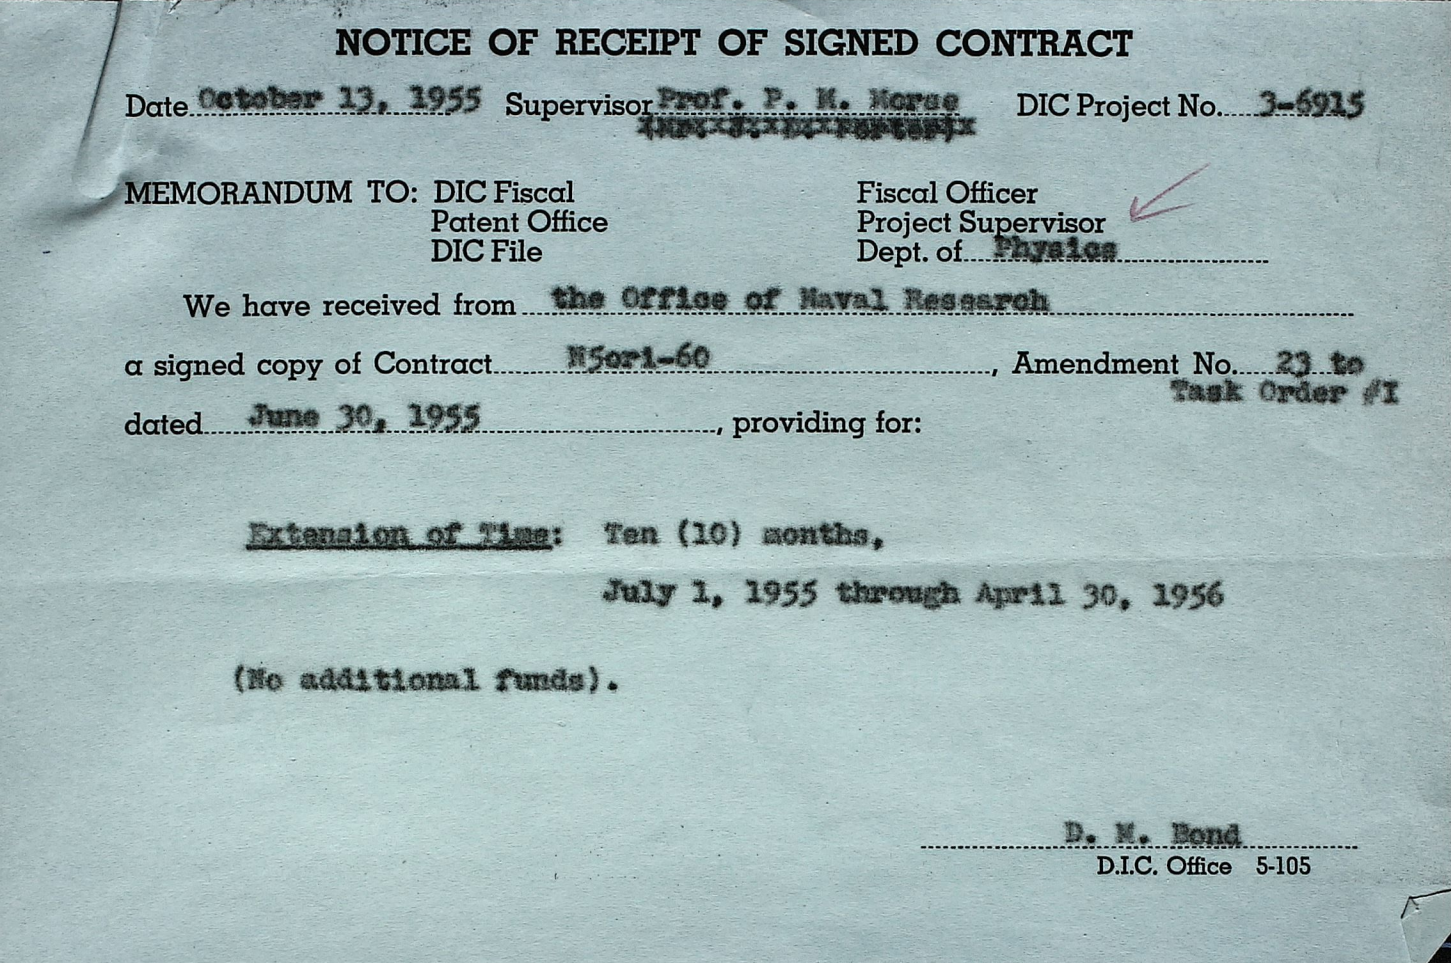 NOTICE OF RECEIPT OF SIGNED CONTRACT
Date October 13, 1955 Supervisor Prof. P. M. Morse DIC Project No. 3-6915
MEMORANDUM TO: DIC Fiscal Fiscal Officer
Patent Office Project Supervisor
DIC File Dept. of Physics
We have received from the Office of Naval Research
a signed copy of Contract N5ori-60, Amendment No. 23 to
Task Order #I
dated June 30, 1955, providing for:
Extension of Time: Ten (10) months,
July 1, 1955 through April 30, 1956
(No additional funds).
D. M. Bond
D.I.C. Office 5-105